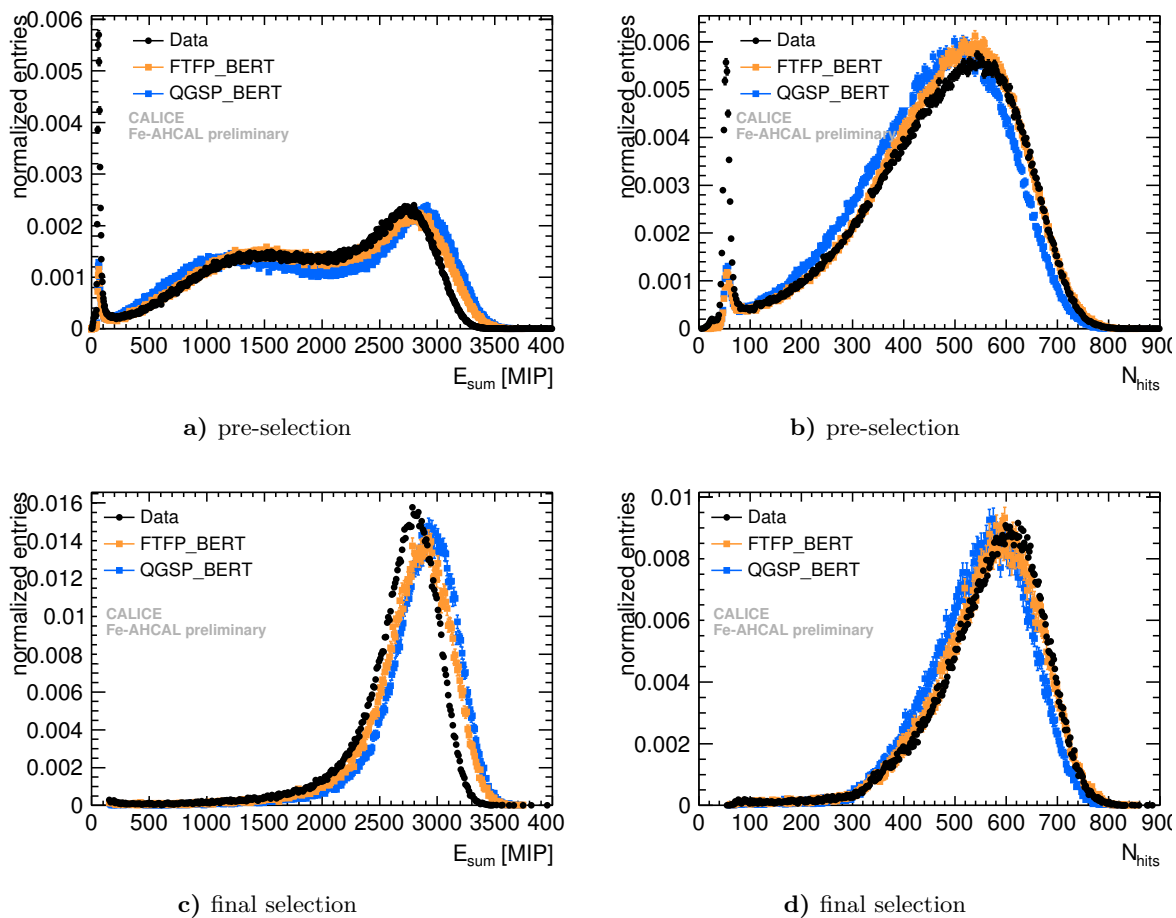 normalized entries
0.006
0.005
0.004
0.003
0.002
0.001
0
Data
FTFP_BERT
QGSP_BERT
CALICE
Fe-AHCAL preliminary
0 500 1000 1500 2000 2500 3000 3500 400
E_sum [MIP]
a) pre-selection
normalized entries
0.006
0.005
0.004
0.003
0.002
0.001
0
Data
FTFP_BERT
QGSP_BERT
CALICE
Fe-AHCAL preliminary
0 100 200 300 400 500 600 700 800 900
N_hits
b) pre-selection
normalized entries
0.016
0.014
0.012
0.01
0.008
0.006
0.004
0.002
0
Data
FTFP_BERT
QGSP_BERT
CALICE
Fe-AHCAL preliminary
0 500 1000 1500 2000 2500 3000 3500 400
E_sum [MIP]
c) final selection
normalized entries
0.01
0.008
0.006
0.004
0.002
0
Data
FTFP_BERT
QGSP_BERT
CALICE
Fe-AHCAL preliminary
0 100 200 300 400 500 600 700 800 900
N_hits
d) final selection